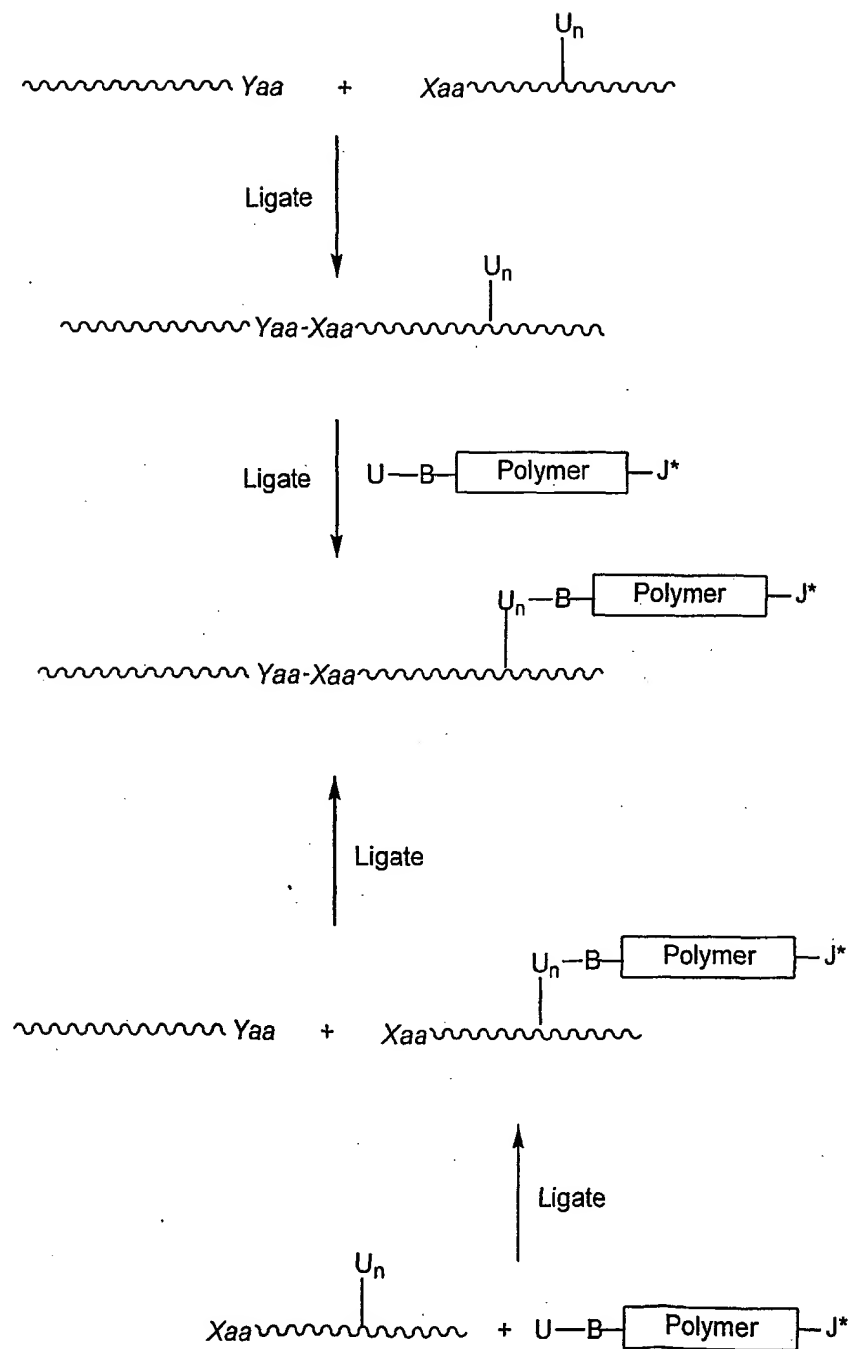 Uₙ
Yaa + Xaa
Ligate
Uₙ
Yaa-Xaa
Ligate U—B—Polymer—J*
Uₙ—B—Polymer—J*
Yaa-Xaa
Ligate
Uₙ—B—Polymer—J*
Yaa + Xaa
Ligate
Uₙ
Xaa + U—B—Polymer—J*